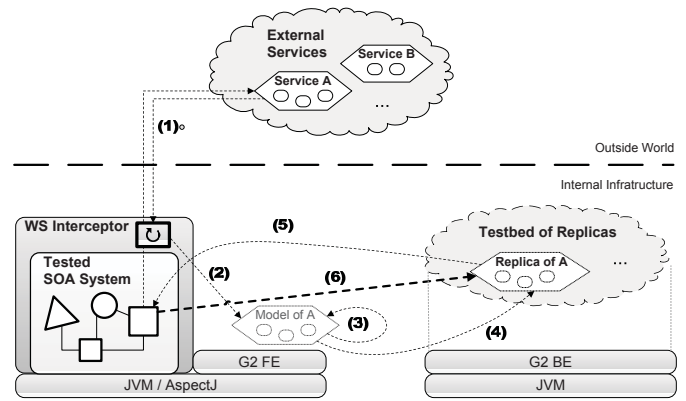 External
Services
Service B
Service A
...
(1)
Outside World
Internal Infratructure
WS Interceptor
(5)
Testbed of Replicas
Tested
SOA System
(2)
(6)
Replica of A
...
Model of A
(3)
(4)
G2 FE
G2 BE
JVM / AspectJ
JVM